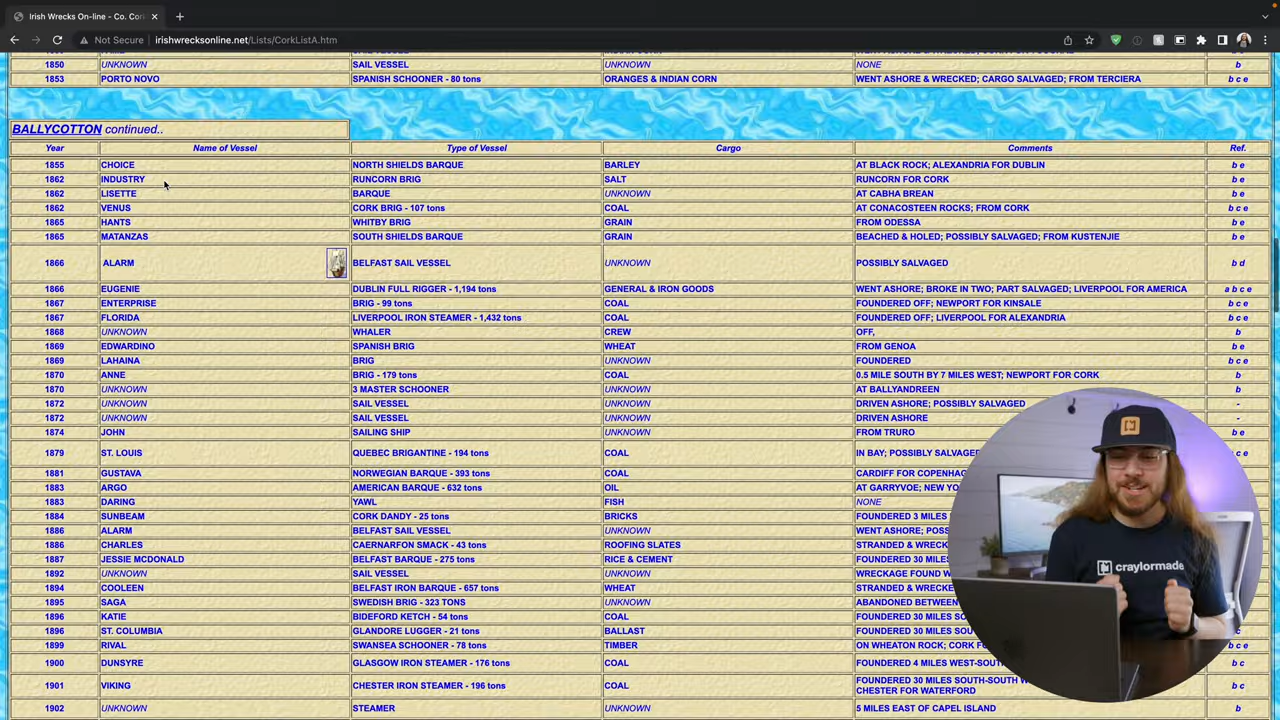 Irish Wrecks On-line - Co. Cor
Not Secure irishwrecksonline.net/Lists/CorkListA.htm
1850 UNKNOWN SAIL VESSEL NONE b
1853 PORTO NOVO SPANISH SCHOONER - 80 tons ORANGES & INDIAN CORN WENT ASHORE & WRECKED; CARGO SALVAGED; FROM TERCIERA b c e
BALLYCOTTON continued..
Year Name of Vessel Type of Vessel Cargo Comments Ref.
1855 CHOICE NORTH SHIELDS BARQUE BARLEY AT BLACK ROCK; ALEXANDRIA FOR DUBLIN b e
1862 INDUSTRY RUNCORN BRIG SALT RUNCORN FOR CORK b e
1862 LISETTE BARQUE UNKNOWN AT CABHA BREAN b e
1862 VENUS CORK BRIG - 107 tons COAL AT CONACOSTEEN ROCKS; FROM CORK b c e
1865 HANTS WHITBY BRIG GRAIN FROM ODESSA b e
1865 MATANZAS SOUTH SHIELDS BARQUE GRAIN BEACHED & HOLED; POSSIBLY SALVAGED; FROM KUSTENJIE b e
1866 ALARM BELFAST SAIL VESSEL UNKNOWN POSSIBLY SALVAGED b d
1866 EUGENIE DUBLIN FULL RIGGER - 1,194 tons GENERAL & IRON GOODS WENT ASHORE; BROKE IN TWO; PART SALVAGED; LIVERPOOL FOR AMERICA a b c e
1867 ENTERPRISE BRIG - 99 tons COAL FOUNDERED OFF; NEWPORT FOR KINSALE b c e
1867 FLORIDA LIVERPOOL IRON STEAMER - 1,432 tons COAL FOUNDERED OFF; LIVERPOOL FOR ALEXANDRIA b c e
1868 UNKNOWN WHALER CREW OFF, b
1869 EDWARDINO SPANISH BRIG WHEAT FROM GENOA b e
1869 LAHAINA BRIG UNKNOWN FOUNDERED b c e
1870 ANNE BRIG - 179 tons COAL 0.5 MILE SOUTH BY 7 MILES WEST; NEWPORT FOR CORK b
1870 UNKNOWN 3 MASTER SCHOONER UNKNOWN AT BALLYANDREEN b
1872 UNKNOWN SAIL VESSEL UNKNOWN DRIVEN ASHORE; POSSIBLY SALVAGED -
1872 UNKNOWN SAIL VESSEL UNKNOWN DRIVEN ASHORE -
1874 JOHN SAILING SHIP UNKNOWN FROM TRURO b e
1879 ST. LOUIS QUEBEC BRIGANTINE - 194 tons COAL IN BAY; POSSIBLY SALVAGED c e
1881 GUSTAVA NORWEGIAN BARQUE - 393 tons COAL CARDIFF FOR COPENHAG
1883 ARGO AMERICAN BARQUE - 632 tons OIL AT GARRYVOE; NEW YO
1883 DARING YAWL FISH NONE
1884 SUNBEAM CORK DANDY - 25 tons BRICKS FOUNDERED 3 MILES
1886 ALARM BELFAST SAIL VESSEL UNKNOWN WENT ASHORE; POSS
1886 CHARLES CAERNARFON SMACK - 43 tons ROOFING SLATES STRANDED & WRECK
1887 JESSIE MCDONALD BELFAST BARQUE - 275 tons RICE & CEMENT FOUNDERED 30 MILES
1892 UNKNOWN SAIL VESSEL UNKNOWN WRECKAGE FOUND W
1894 COOLEEN BELFAST IRON BARQUE - 657 tons WHEAT STRANDED & WRECKE
1895 SAGA SWEDISH BRIG - 323 TONS UNKNOWN ABANDONED BETWEEN
1896 KATIE BIDEFORD KETCH - 54 tons COAL FOUNDERED 30 MILES SOU
1896 ST. COLUMBIA GLANDORE LUGGER - 21 tons BALLAST FOUNDERED 30 MILES SOU c
1899 RIVAL SWANSEA SCHOONER - 78 tons TIMBER ON WHEATON ROCK; CORK FO b c e
1900 DUNSYRE GLASGOW IRON STEAMER - 176 tons COAL FOUNDERED 4 MILES WEST-SOUT b c
1901 VIKING CHESTER IRON STEAMER - 196 tons COAL FOUNDERED 30 MILES SOUTH-SOUTH W
CHESTER FOR WATERFORD b c
1902 UNKNOWN STEAMER UNKNOWN 5 MILES EAST OF CAPEL ISLAND b
craylormade